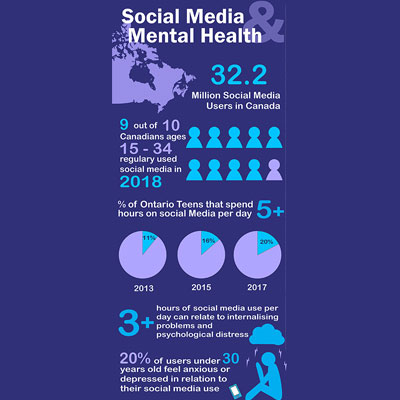 Social Media &
Mental Health
32.2
Million Social Media
Users in Canada
9 out of 10
Canadians ages
15 - 34
regulary used
social media in
2018
% of Ontario Teens that spend
hours on social Media per day 5+
11%
16%
20%
2013
2015
2017
3+
hours of social media use per
day can relate to internalising
problems and
psychological distress
20% of users under 30
years old feel anxious or
depressed in relation to
their social media use